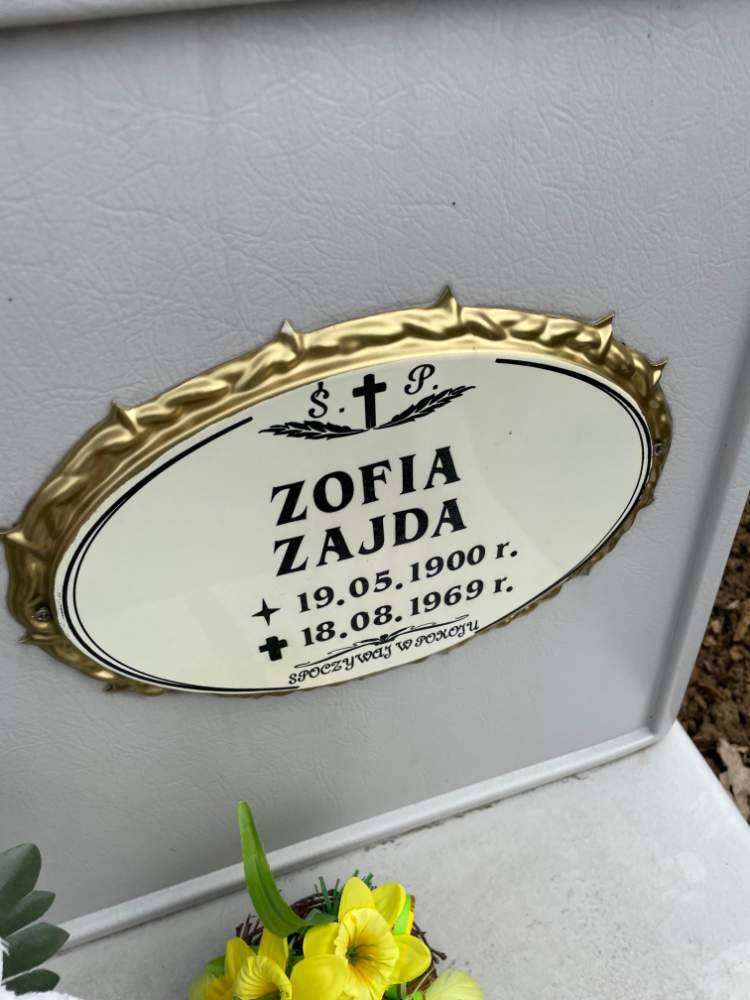 Ś. P.
ZOFIA
ZAJDA
19.05.1900 r.
18.08.1969 r.
SPOCZYWAJ W POKOJU